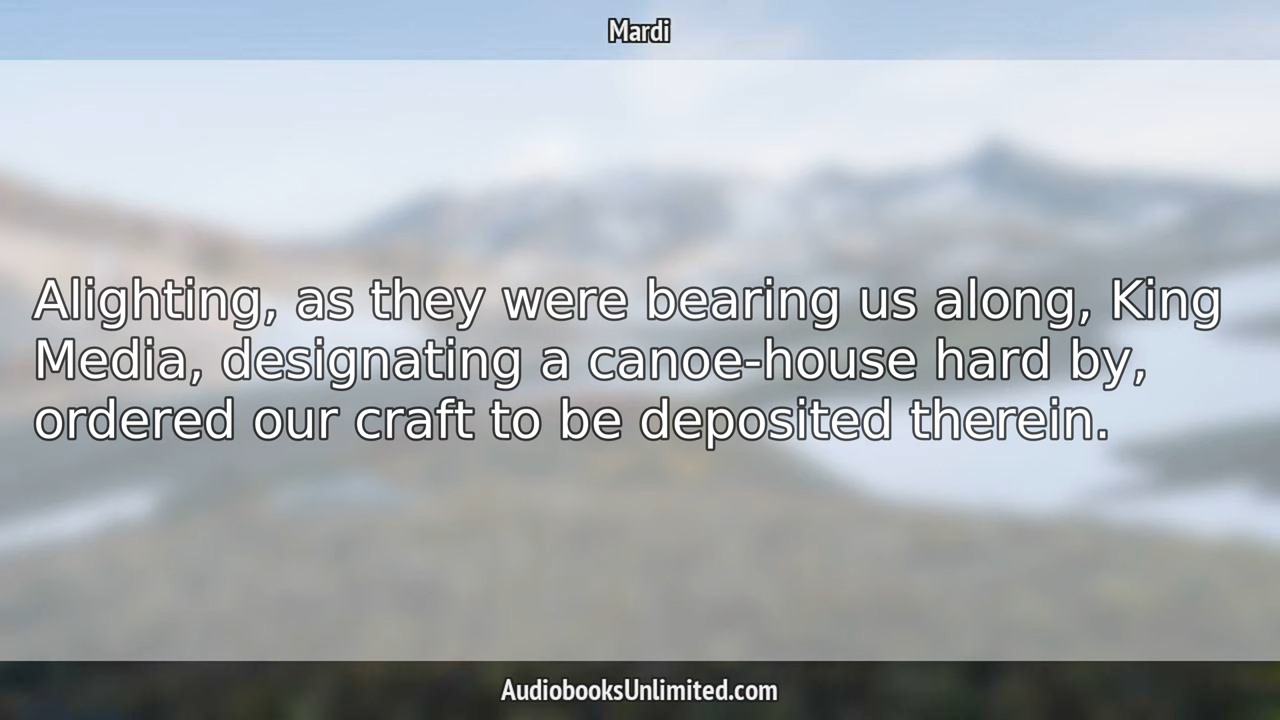 Mardi
Alighting, as they were bearing us along, King
Media, designating a canoe-house hard by,
ordered our craft to be deposited therein.
AudiobooksUnlimited.com